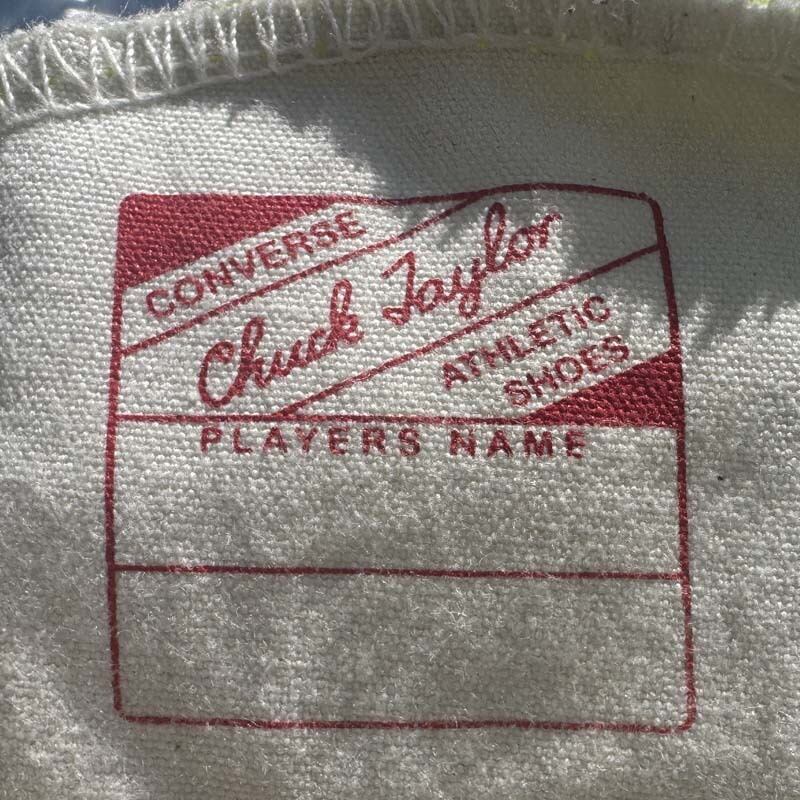 CONVERSE
Chuck Taylor
ATHLETIC
SHOES
PLAYERS NAME